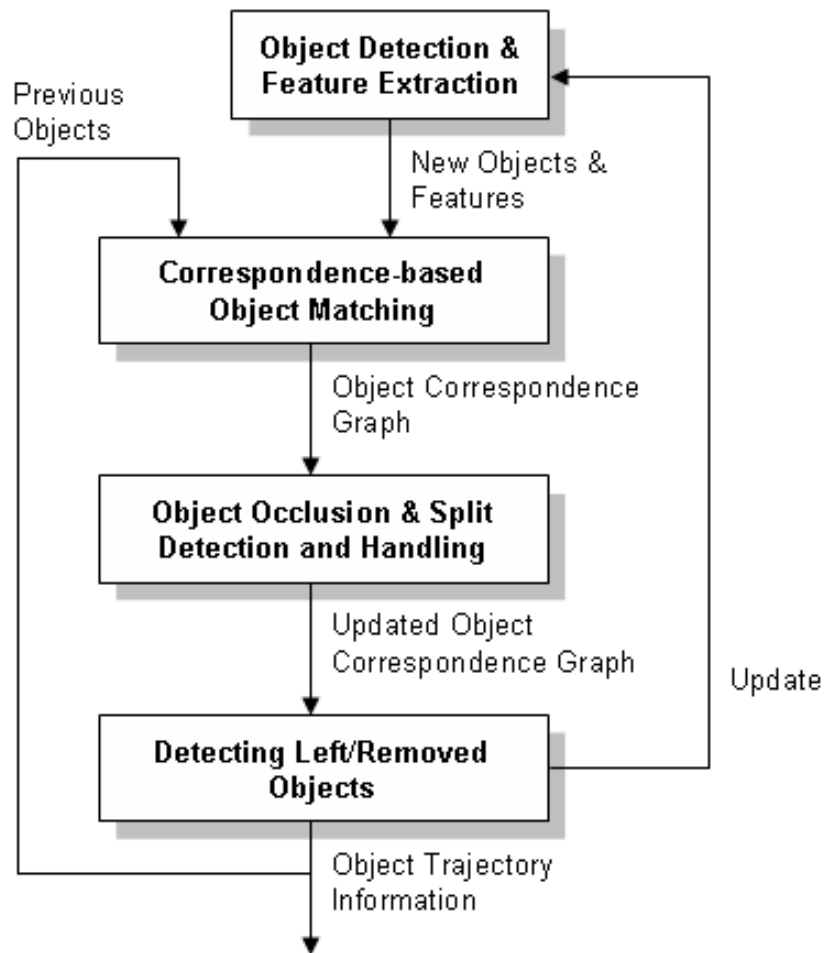 Object Detection &
Feature Extraction
Previous
Objects
New Objects &
Features
Correspondence-based
Object Matching
Object Correspondence
Graph
Object Occlusion & Split
Detection and Handling
Updated Object
Correspondence Graph
Update
Detecting Left/Removed
Objects
Object Trajectory
Information